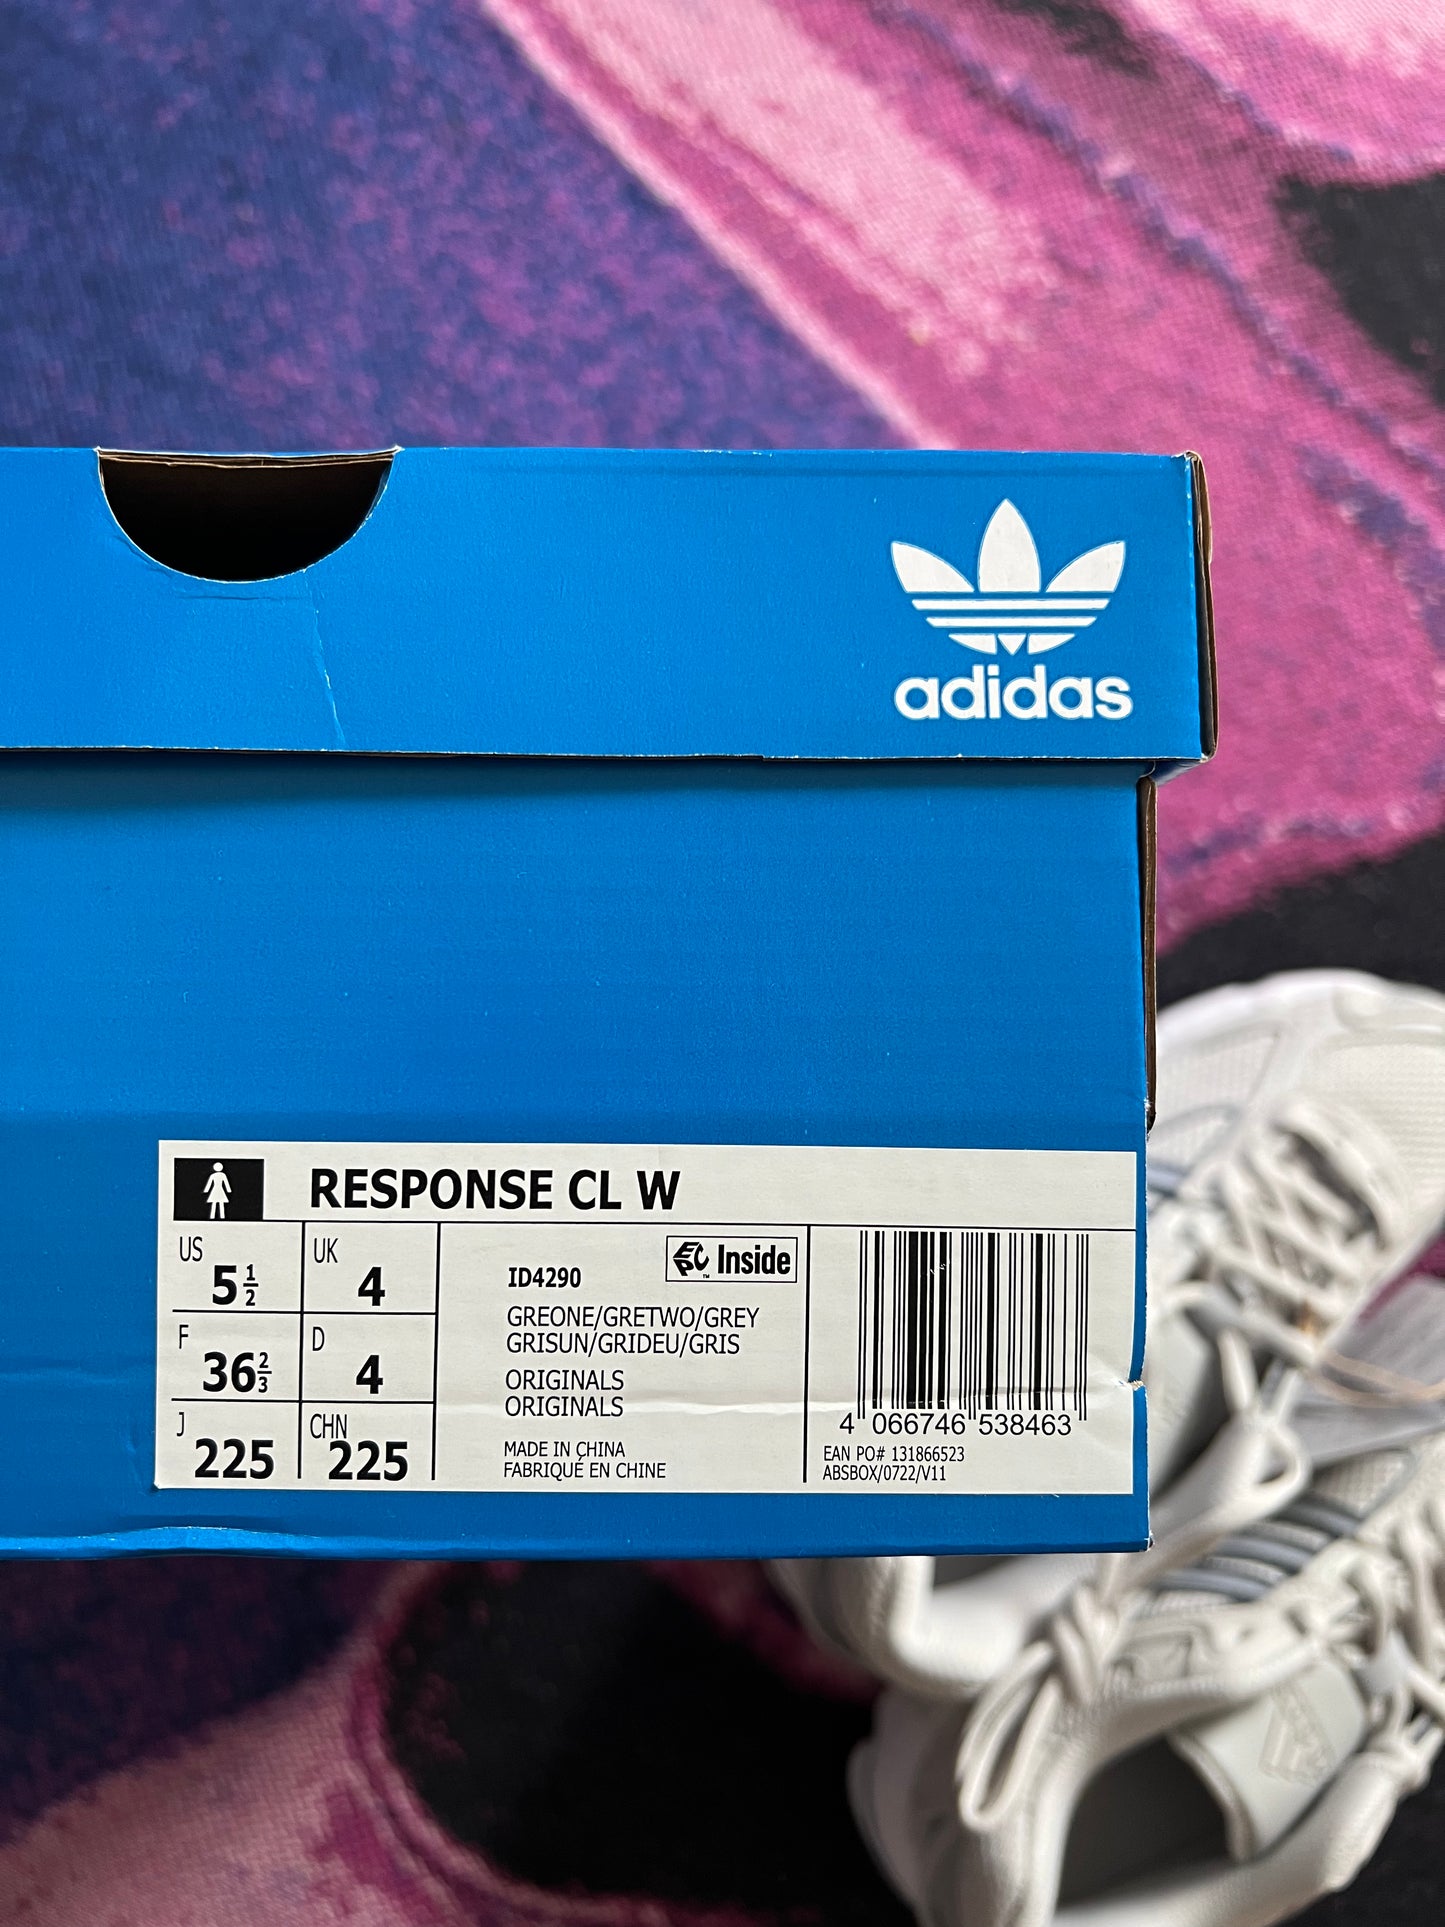 adidas
RESPONSE CL W
US
5 1/2
UK
4
F
36 2/3
D
4
J
225
CHN
225
ID4290
EPC Inside
TM
GREONE/GRETWO/GREY
GRISUN/GRIDEU/GRIS
ORIGINALS
ORIGINALS
MADE IN CHINA
FABRIQUÉ EN CHINE
4 066746 538463
EAN PO# 131866523
ABSBOX/0722/V11